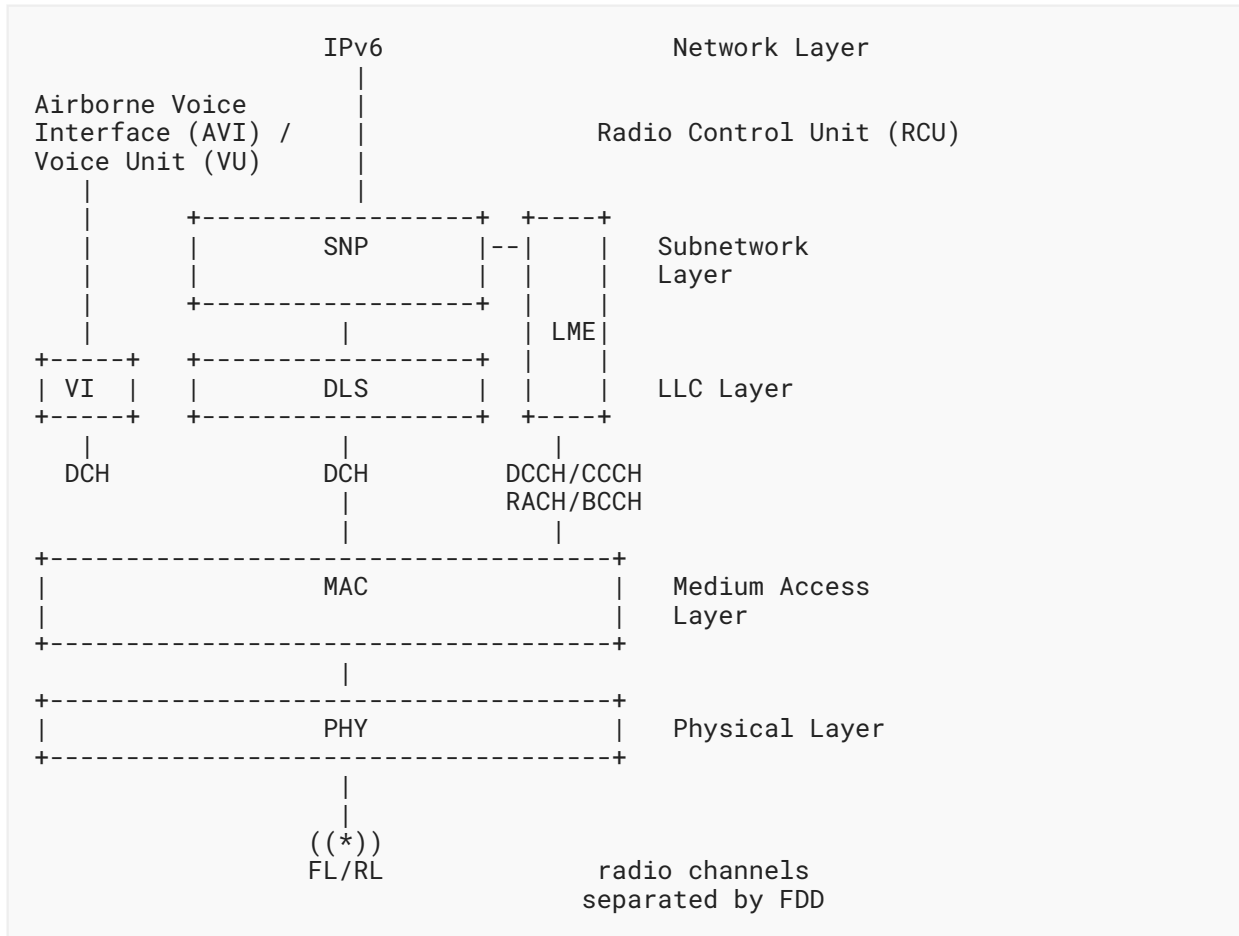 IPv6 Network Layer
Airborne Voice
Interface (AVI) / Radio Control Unit (RCU)
Voice Unit (VU)
SNP Subnetwork
Layer
LME
VI DLS LLC Layer
DCH DCH DCCH/CCCH
RACH/BCCH
MAC Medium Access
Layer
PHY Physical Layer
((*))
FL/RL radio channels
separated by FDD